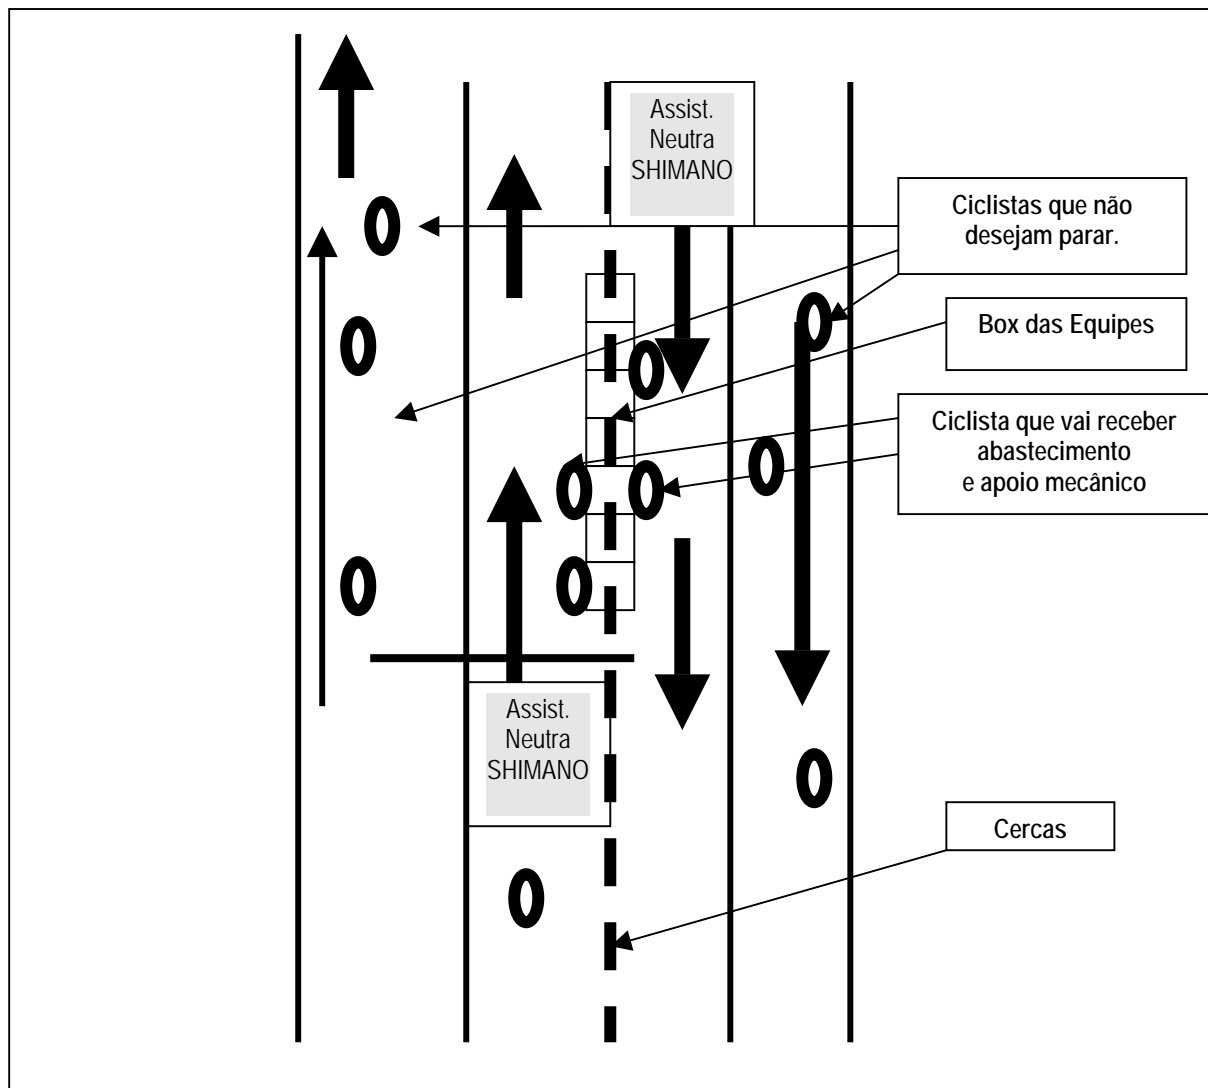 Assist.
Neutra
SHIMANO
Ciclistas que não
desejam parar.
Box das Equipes
Ciclista que vai receber
abastecimento
e apoio mecânico
Assist.
Neutra
SHIMANO
Cercas